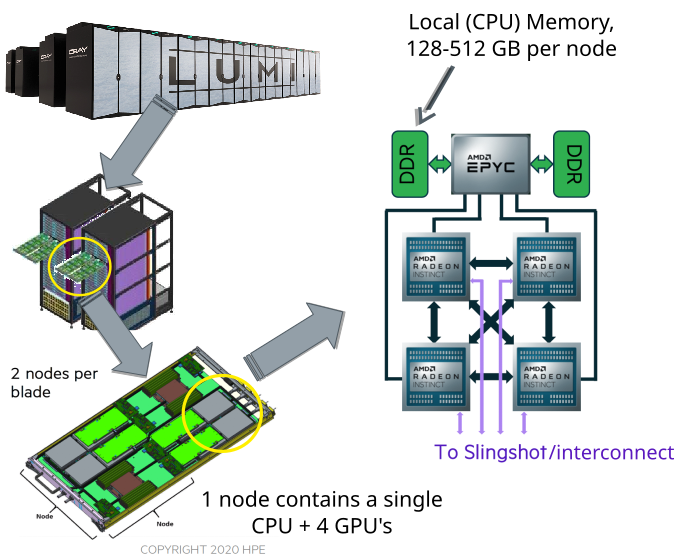 Local (CPU) Memory,
128-512 GB per node
CRAY
LUMI
DDR
AMD
EPYC
DDR
AMD
RADEON
INSTINCT
AMD
RADEON
INSTINCT
2 nodes per
blade
AMD
RADEON
INSTINCT
AMD
RADEON
INSTINCT
To Slingshot/interconnect
1 node contains a single
CPU + 4 GPU's
Node
Node
COPYRIGHT 2020 HPE